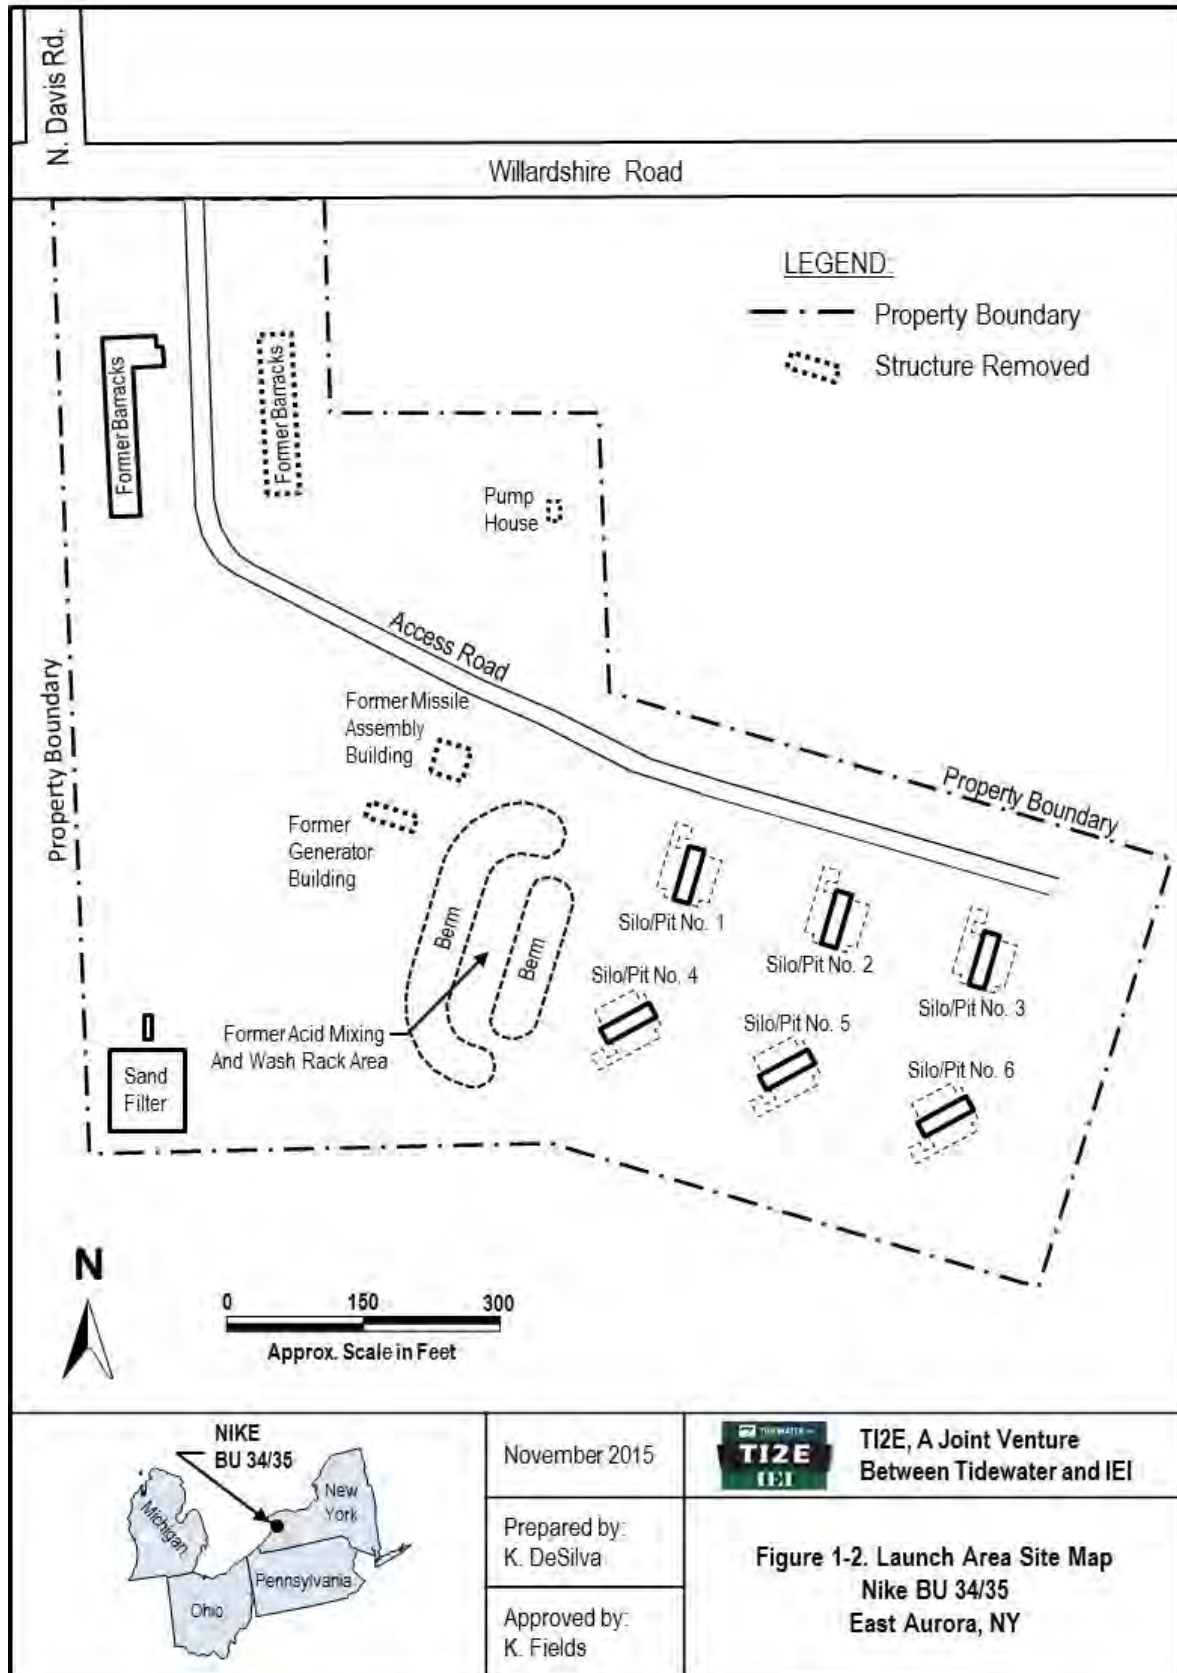 N. Davis Rd.
Willardshire Road
LEGEND:
Property Boundary
Structure Removed
Former Barracks
Former Barracks
Pump
House
Access Road
Property Boundary
Former Missile
Assembly
Building
Property Boundary
Former
Generator
Building
Berm
Berm
Silo/Pit No. 1
Silo/Pit No. 2
Silo/Pit No. 3
Silo/Pit No. 4
Silo/Pit No. 5
Silo/Pit No. 6
Former Acid Mixing
And Wash Rack Area
Sand
Filter
N
0 150 300
Approx. Scale in Feet
NIKE
BU 34/35
Michigan
New
York
Pennsylvania
Ohio
November 2015
Prepared by:
K. DeSilva
Approved by:
K. Fields
TI2E
IEI
TI2E, A Joint Venture
Between Tidewater and IEI
Figure 1-2. Launch Area Site Map
Nike BU 34/35
East Aurora, NY